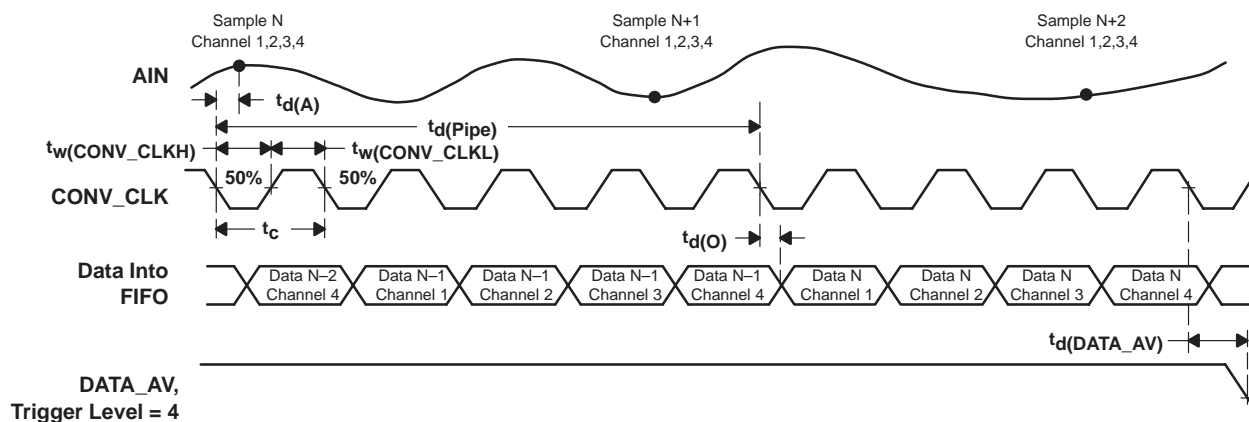 Sample N
Channel 1,2,3,4
Sample N+1
Channel 1,2,3,4
Sample N+2
Channel 1,2,3,4
AIN
td(A)
td(Pipe)
tw(CONV_CLKH)
tw(CONV_CLKL)
50%
50%
CONV_CLK
tc
td(O)
Data Into
FIFO
Data N–2
Channel 4
Data N–1
Channel 1
Data N–1
Channel 2
Data N–1
Channel 3
Data N–1
Channel 4
Data N
Channel 1
Data N
Channel 2
Data N
Channel 3
Data N
Channel 4
td(DATA_AV)
DATA_AV,
Trigger Level = 4